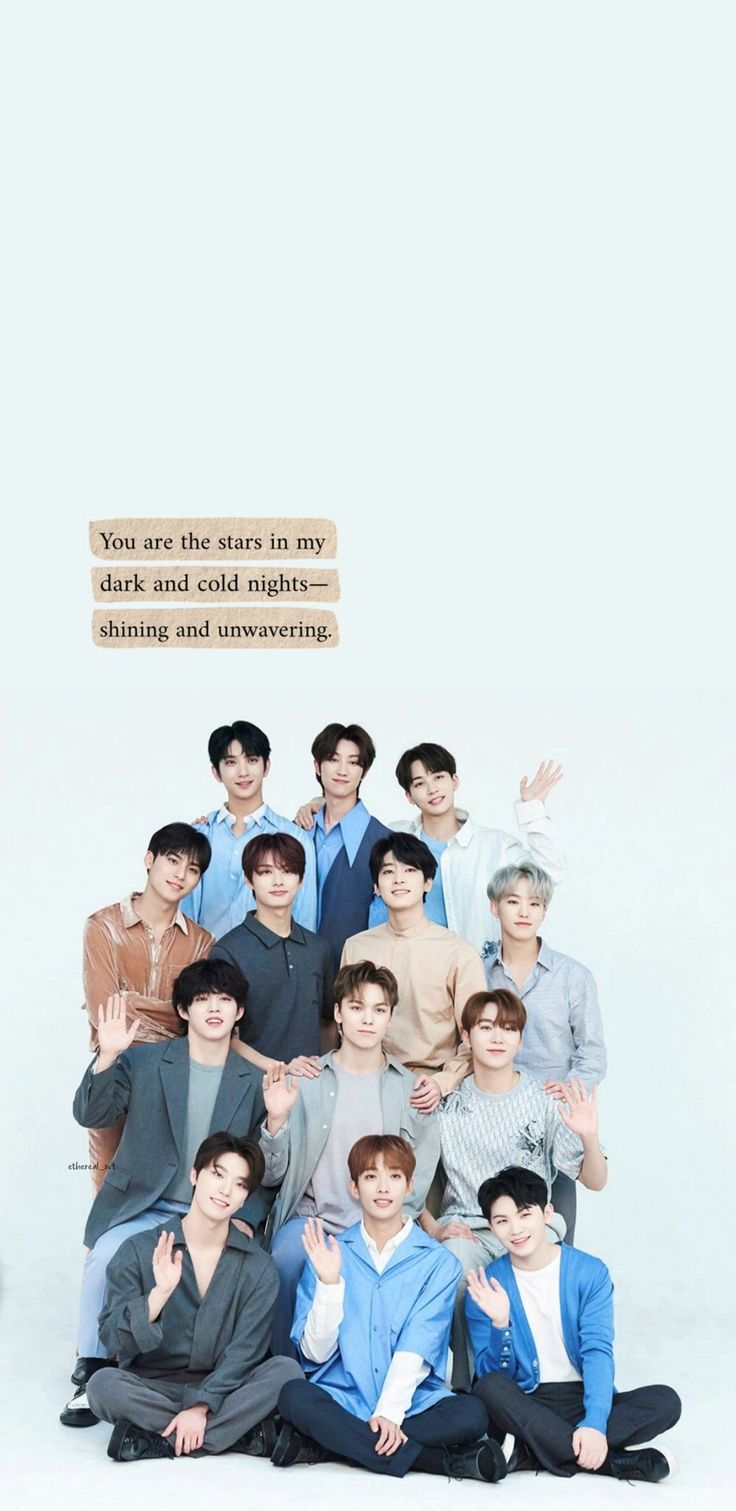 You are the stars in my
dark and cold nights—
shining and unwavering.
ethereal_svt